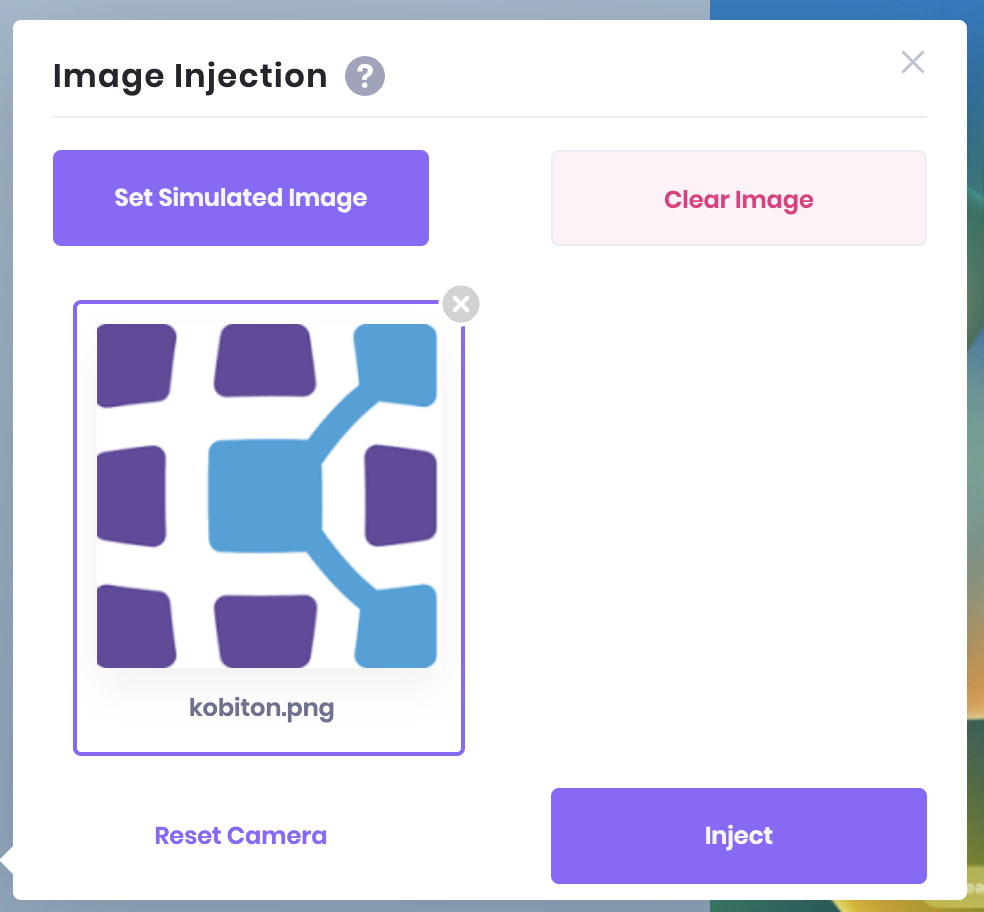 Image Injection ?
Set Simulated Image
Clear Image
kobiton.png
Reset Camera
Inject